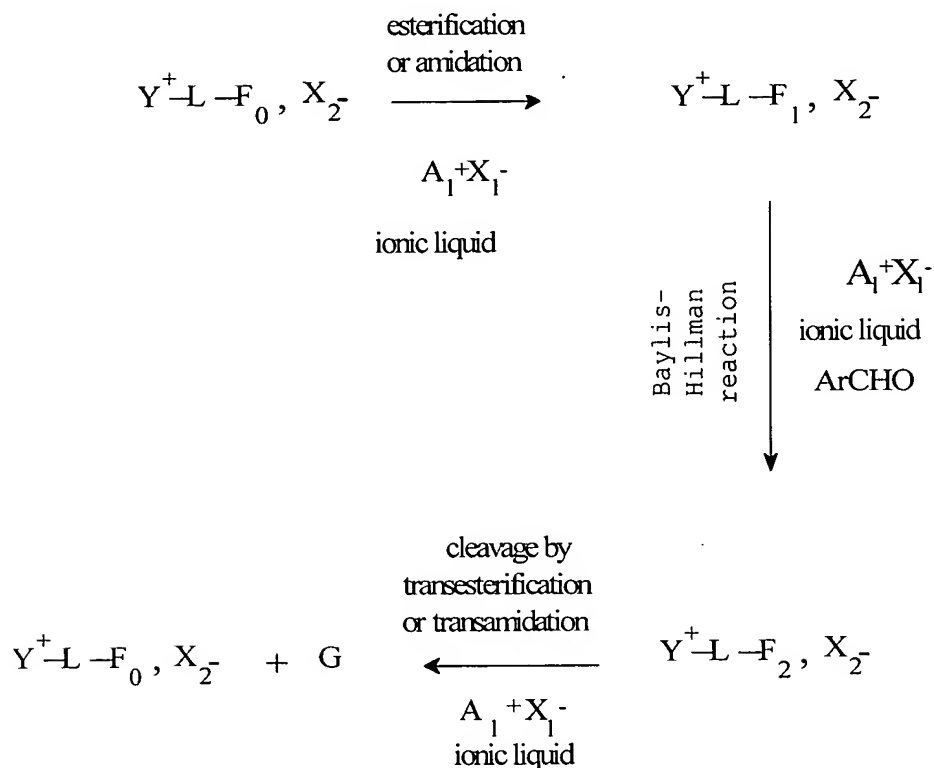 esterification
or amidation
Y⁺–L–F₀, X₂⁻
Y⁺–L–F₁, X₂⁻
A₁⁺X₁⁻
ionic liquid
Baylis-
Hillman
reaction
A₁⁺X₁⁻
ionic liquid
ArCHO
cleavage by
transesterification
or transamidation
Y⁺–L–F₀, X₂⁻ + G
Y⁺–L–F₂, X₂⁻
A₁⁺X₁⁻
ionic liquid